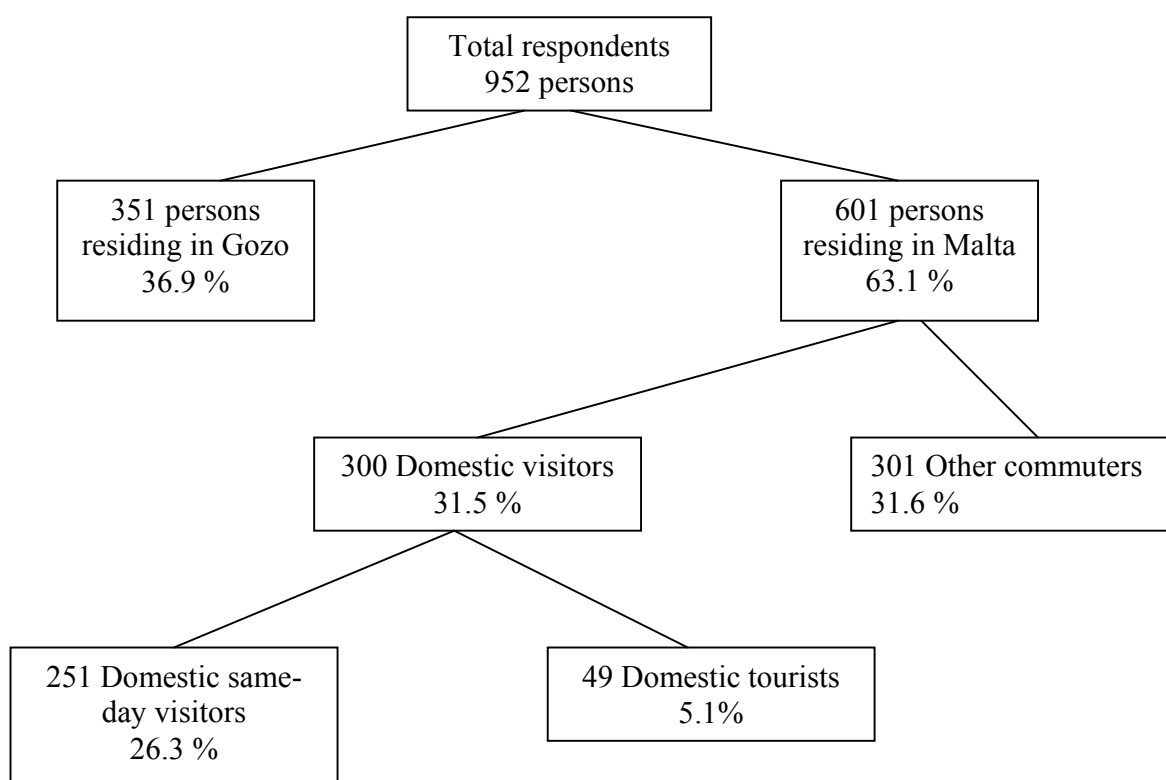 Total respondents
952 persons
351 persons
residing in Gozo
36.9 %
601 persons
residing in Malta
63.1 %
300 Domestic visitors
31.5 %
301 Other commuters
31.6 %
251 Domestic same-
day visitors
26.3 %
49 Domestic tourists
5.1%